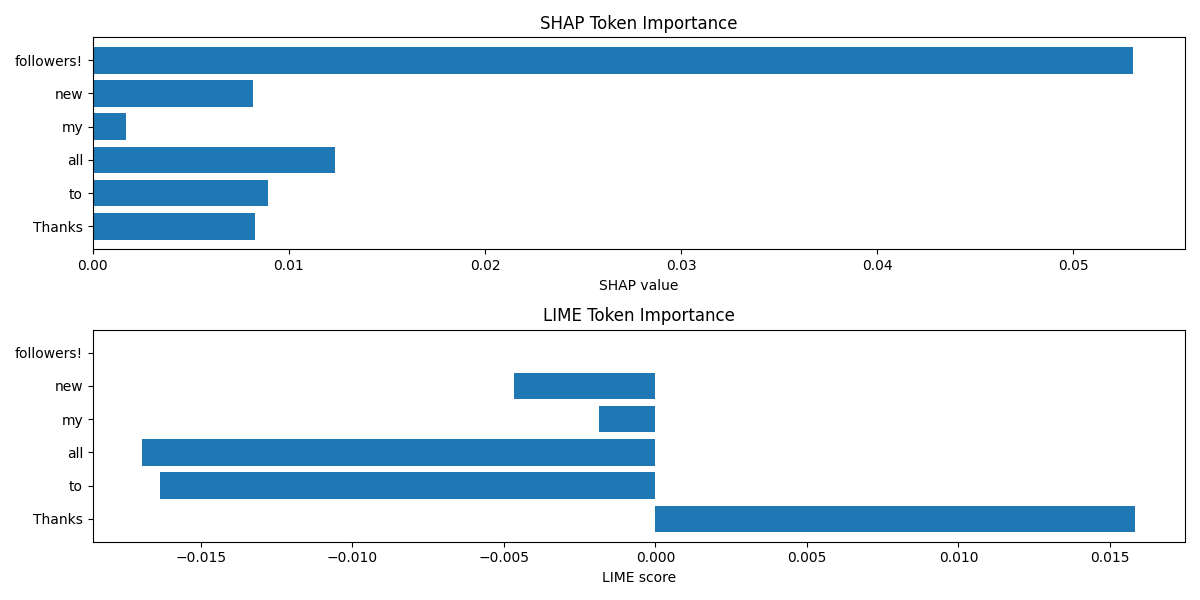 SHAP Token Importance
followers!
new
my
all
to
Thanks
0.00 0.01 0.02 0.03 0.04 0.05
SHAP value
LIME Token Importance
followers!
new
my
all
to
Thanks
−0.015 −0.010 −0.005 0.000 0.005 0.010 0.015
LIME score